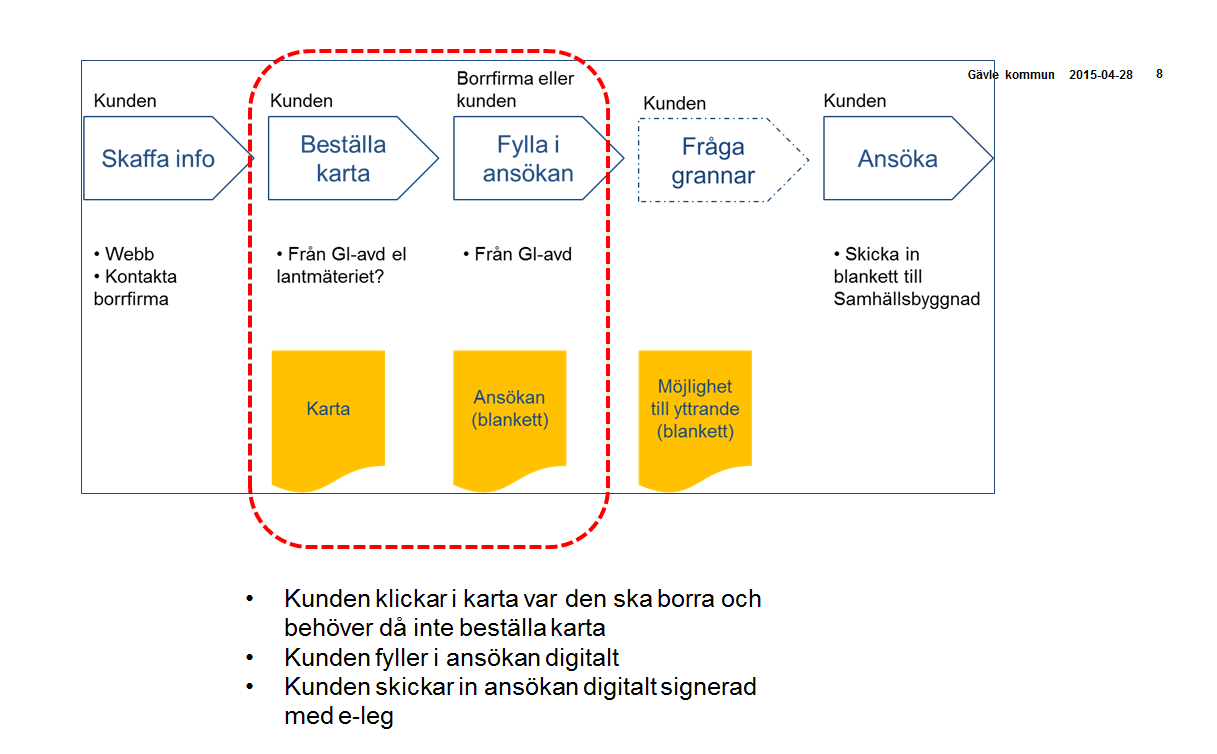 Gävle kommun 2015-04-28 8
Kunden
Skaffa info
• Webb
• Kontakta
borrfirma
Kunden
Beställa
karta
• Från GI-avd el
lantmäteriet?
Karta
Borrfirma eller
kunden
Fylla i
ansökan
• Från GI-avd
Ansökan
(blankett)
Kunden
Fråga
grannar
Möjlighet
till yttrande
(blankett)
Kunden
Ansöka
• Skicka in
blankett till
Samhällsbyggnad
• Kunden klickar i karta var den ska borra och
behöver då inte beställa karta
• Kunden fyller i ansökan digitalt
• Kunden skickar in ansökan digitalt signerad
med e-leg